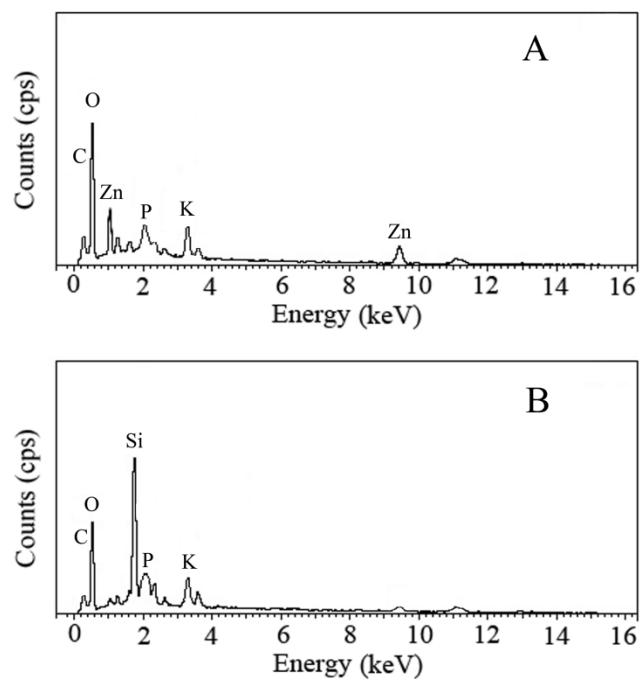 A
Counts (cps)
O
C
Zn
P
K
Zn
0 2 4 6 8 10 12 14 16
Energy (keV)
B
Counts (cps)
Si
O
C
P
K
0 2 4 6 8 10 12 14 16
Energy (keV)